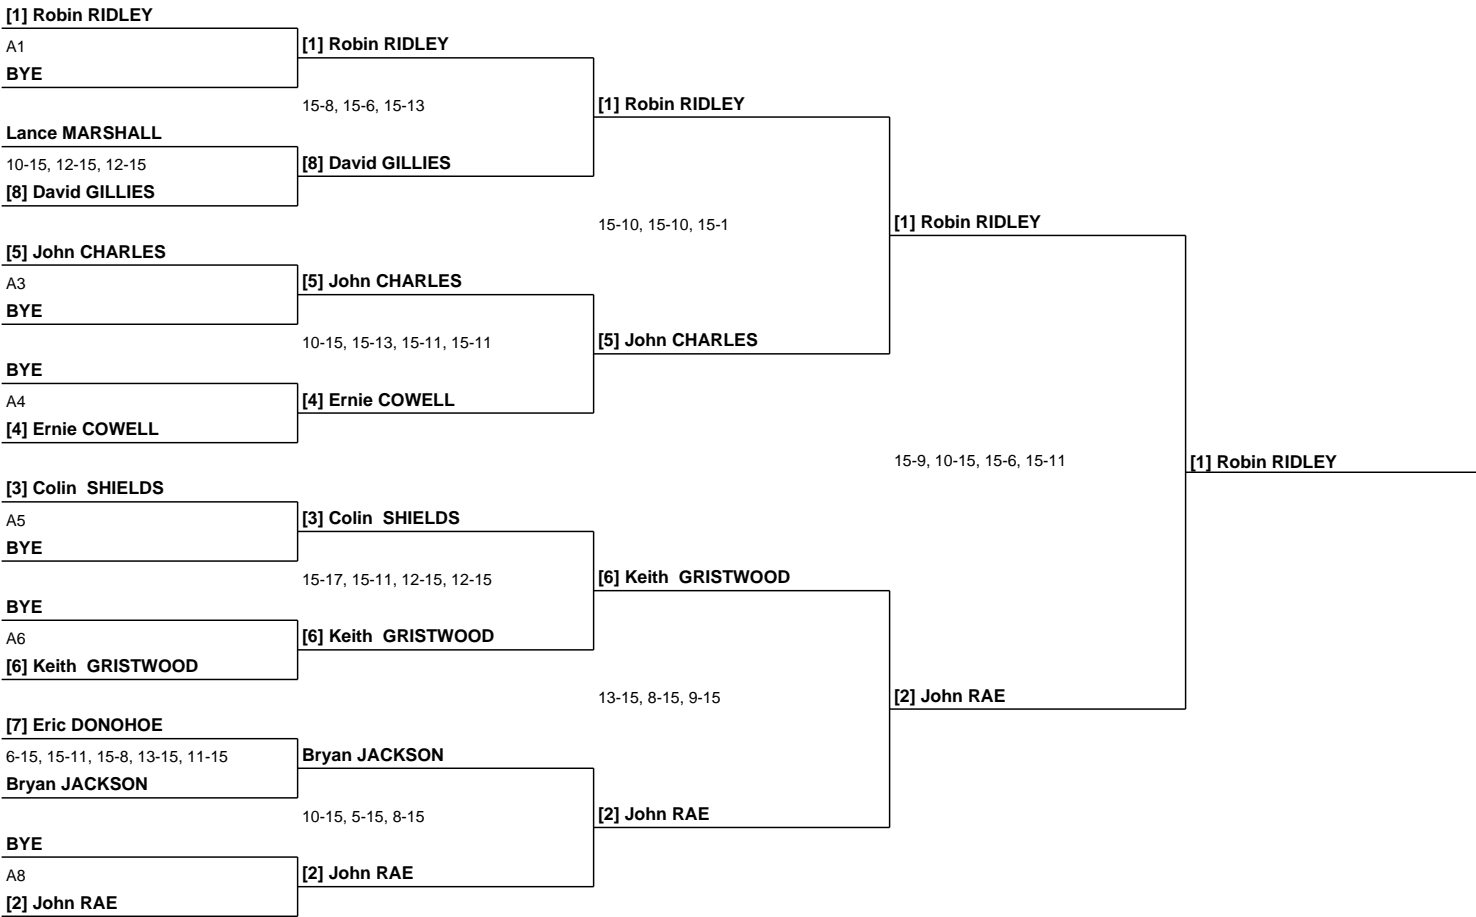 [1] Robin RIDLEY
A1
BYE
Lance MARSHALL
10-15, 12-15, 12-15
[8] David GILLIES
[5] John CHARLES
A3
BYE
BYE
A4
[4] Ernie COWELL
[3] Colin  SHIELDS
A5
BYE
BYE
A6
[6] Keith  GRISTWOOD
[7] Eric DONOHOE
6-15, 15-11, 15-8, 13-15, 11-15
Bryan JACKSON
BYE
A8
[2] John RAE
[1] Robin RIDLEY
15-8, 15-6, 15-13
[8] David GILLIES
[5] John CHARLES
10-15, 15-13, 15-11, 15-11
[4] Ernie COWELL
[3] Colin  SHIELDS
15-17, 15-11, 12-15, 12-15
[6] Keith  GRISTWOOD
Bryan JACKSON
10-15, 5-15, 8-15
[2] John RAE
[1] Robin RIDLEY
15-10, 15-10, 15-1
[5] John CHARLES
[6] Keith  GRISTWOOD
13-15, 8-15, 9-15
[2] John RAE
[1] Robin RIDLEY
15-9, 10-15, 15-6, 15-11
[2] John RAE
[1] Robin RIDLEY